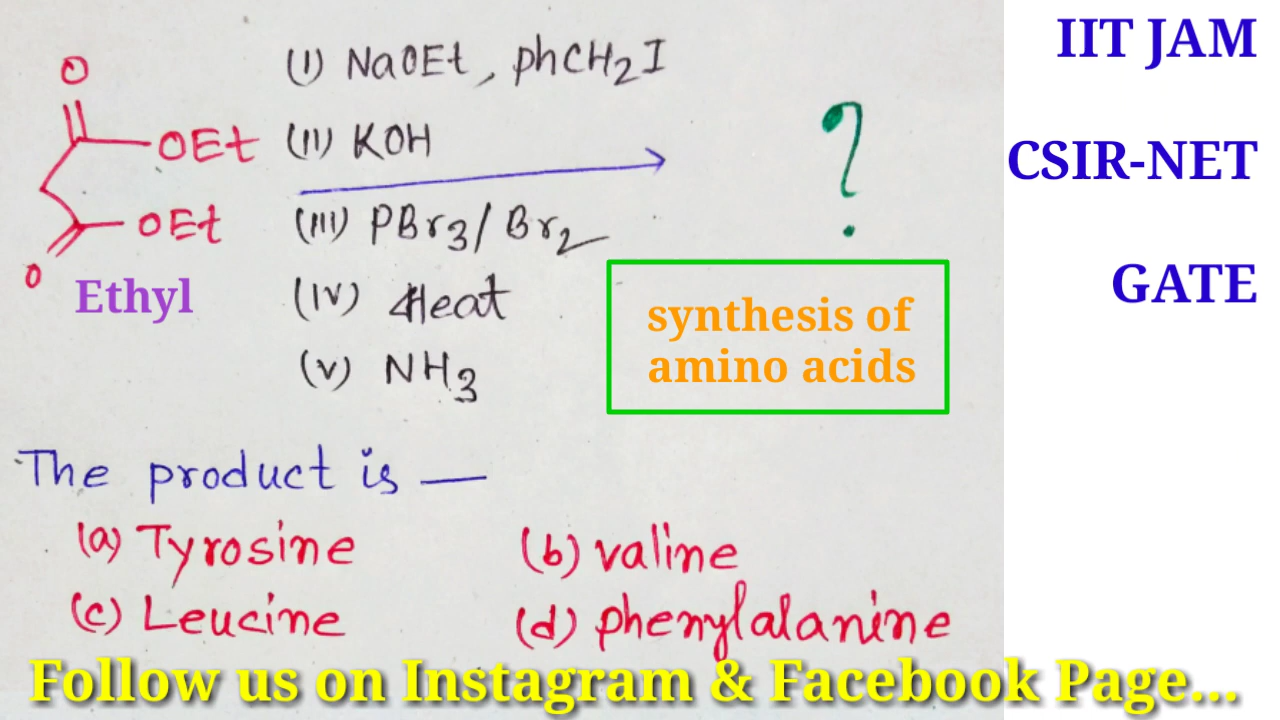 O
OEt
OEt
O
Ethyl
(I) NaOEt, phCH2I
(II) KOH
(III) PBr3/Br2
(IV) Heat
(V) NH3
?
synthesis of
amino acids
IIT JAM
CSIR-NET
GATE
The product is —
(a) Tyrosine (b) valine
(c) Leucine (d) phenylalanine
Follow us on Instagram & Facebook Page...